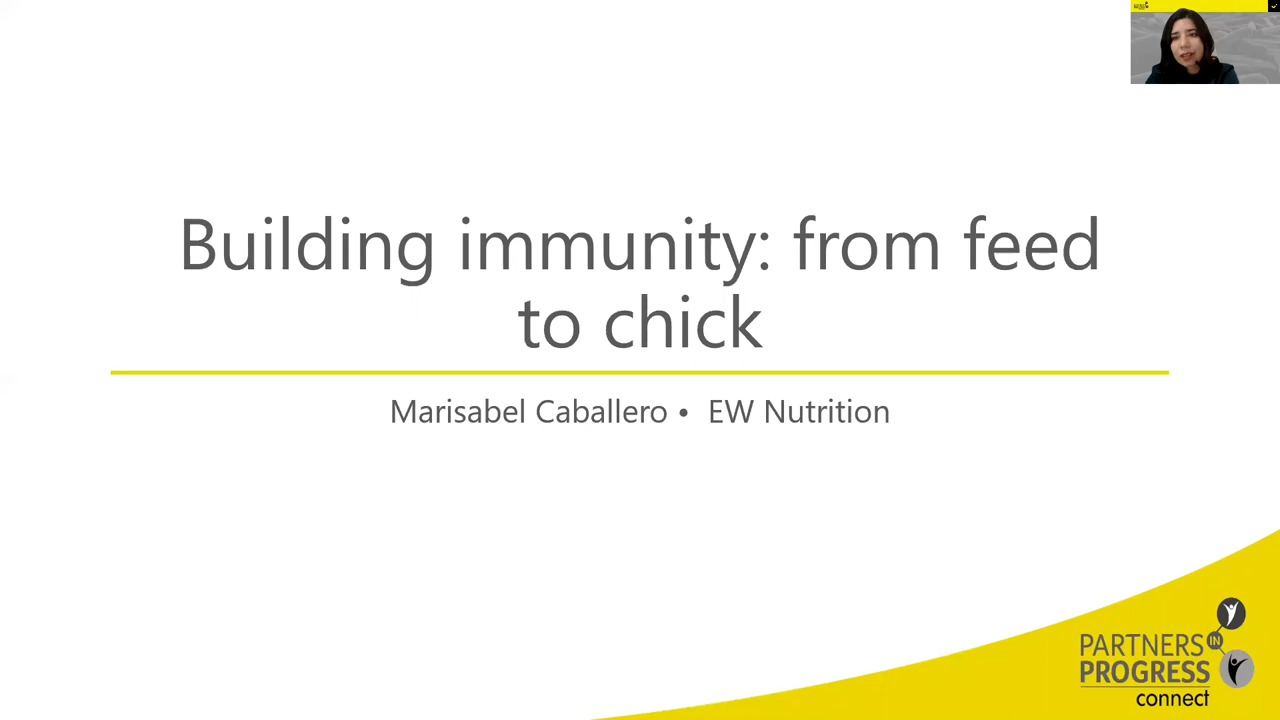 Building immunity: from feed
to chick
Marisabel Caballero • EW Nutrition
PARTNERS IN
PROGRESS
connect